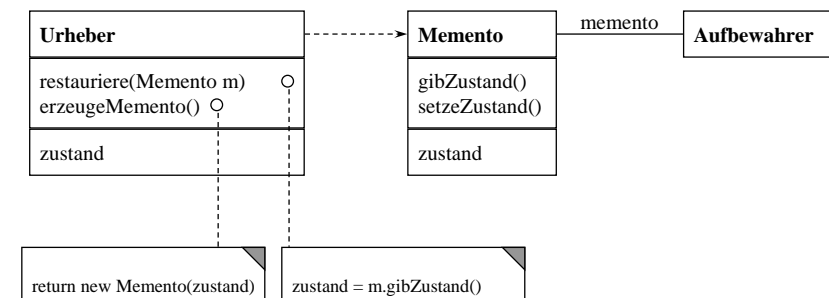 Urheber
restauriere(Memento m)
erzeugeMemento()
zustand
Memento
gibZustand()
setzeZustand()
zustand
memento
Aufbewahrer
return new Memento(zustand)
zustand = m.gibZustand()